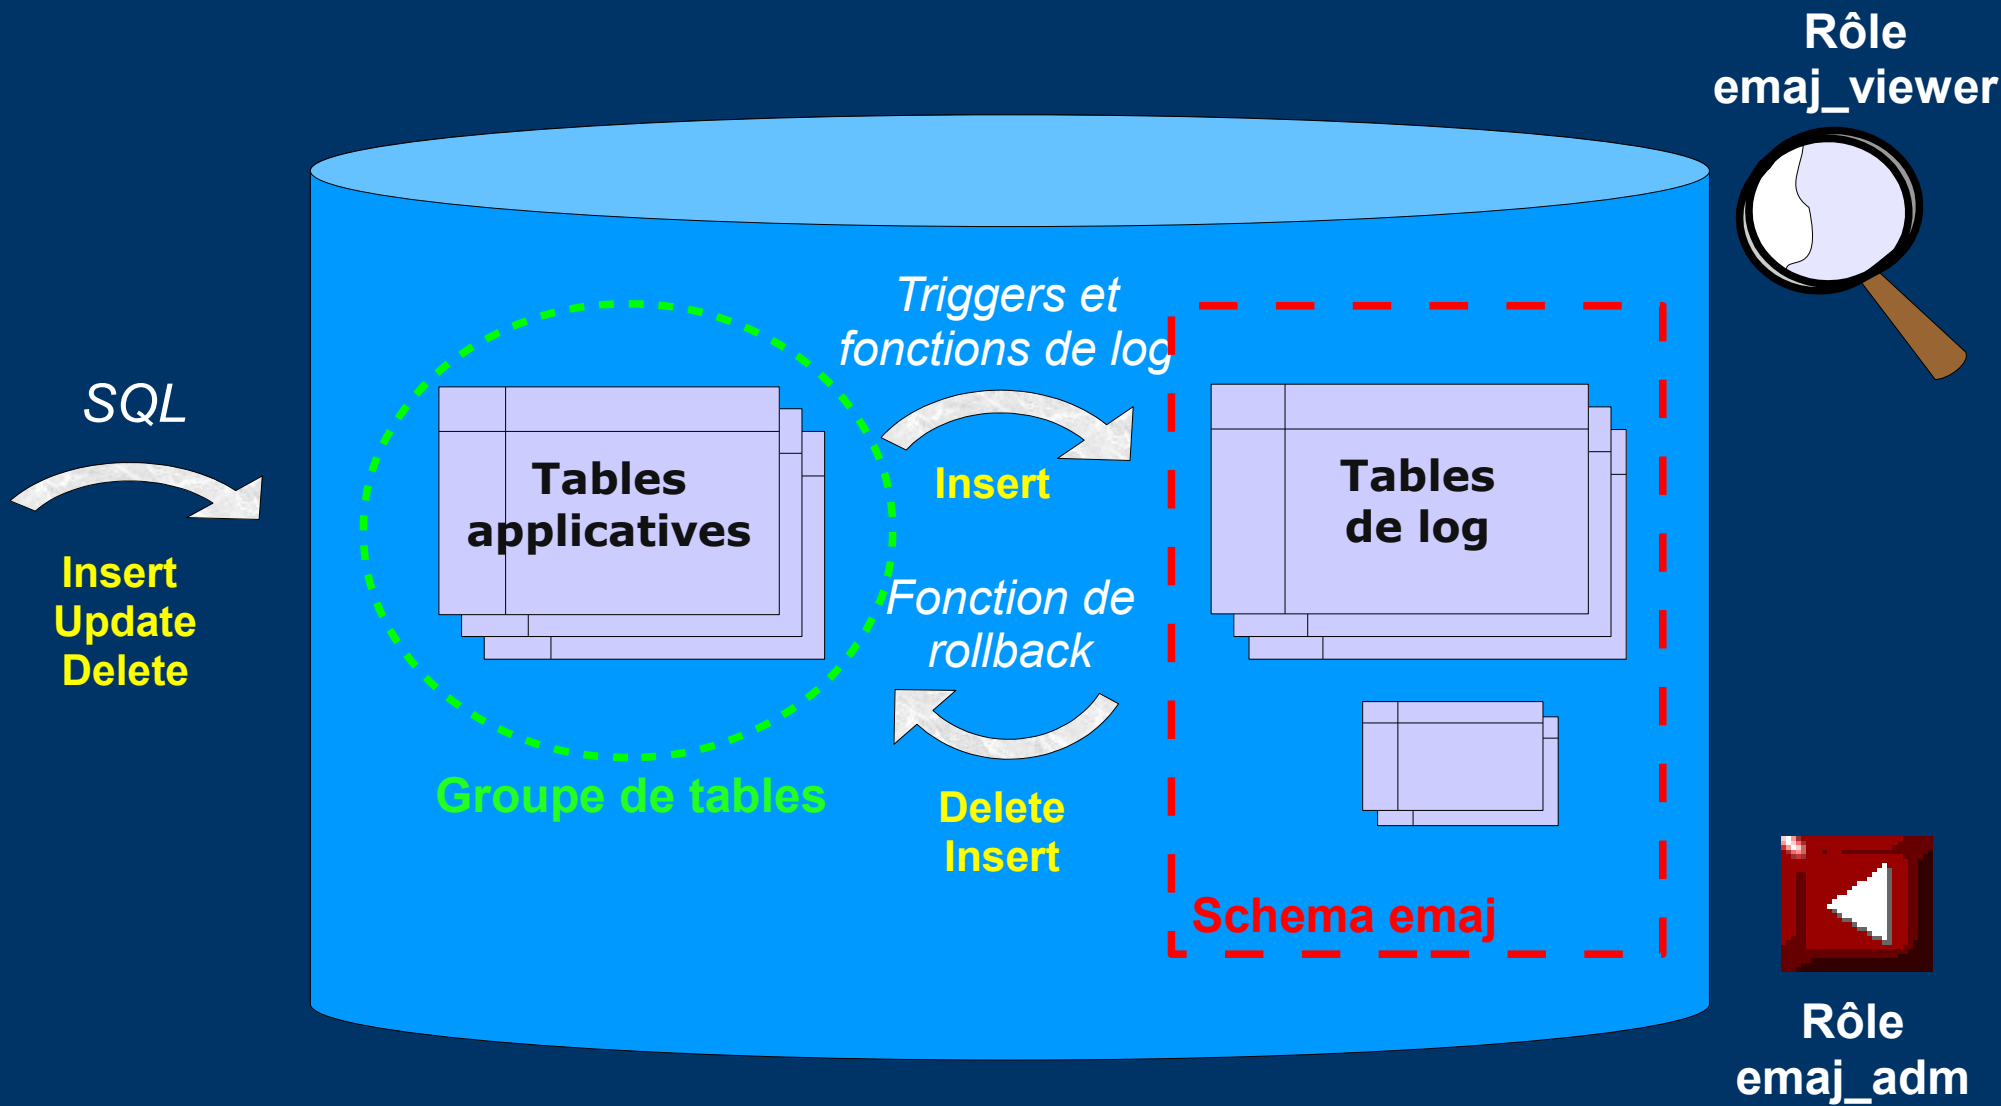 Rôle
emaj_viewer
Triggers et
fonctions de log
SQL
Tables
applicatives
Insert
Tables
de log
Insert
Update
Delete
Fonction de
rollback
Groupe de tables
Delete
Insert
Schema emaj
Rôle
emaj_adm